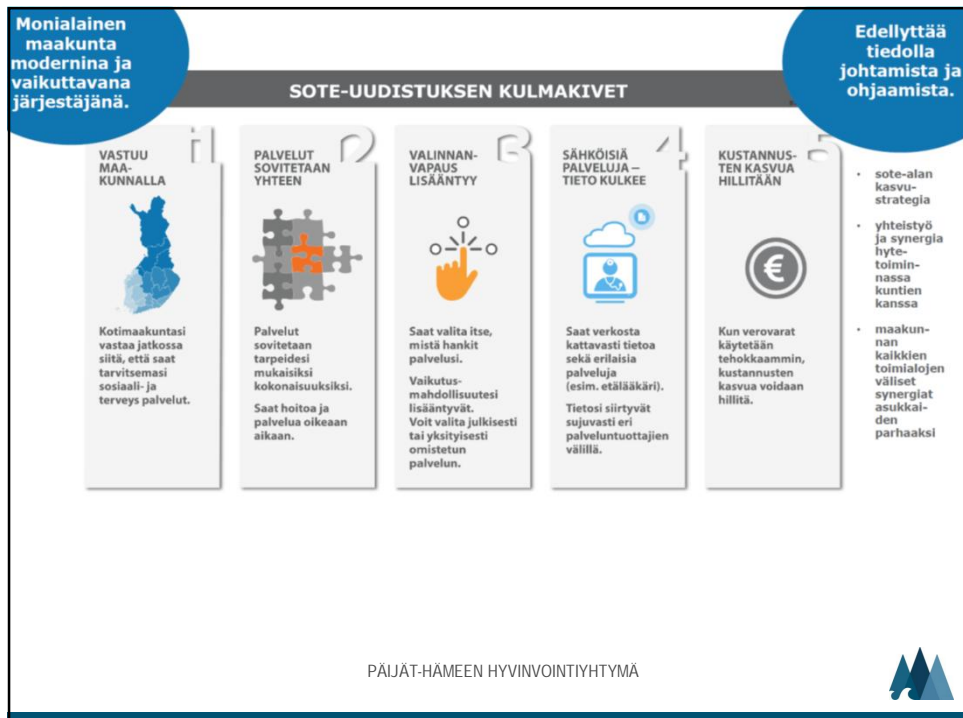 Monialainen
maakunta
modernina ja
vaikuttavana
järjestäjänä.
Edellyttää
tiedolla
johtamista ja
ohjaamista.
SOTE-UUDISTUKSEN KULMAKIVET
1
VASTUU
MAA-
KUNNALLA
Kotimaakuntasi
vastaa jatkossa
siitä, että saat
tarvitsemasi
sosiaali- ja
terveys palvelut.
2
PALVELUT
SOVITETAAN
YHTEEN
Palvelut
sovitetaan
tarpeidesi
mukaisiksi
kokonaisuuksiksi.
Saat hoitoa ja
palvelua oikeaan
aikaan.
3
VALINNAN-
VAPAUS
LISÄÄNTYY
Saat valita itse,
mistä hankit
palvelusi.
Vaikutus-
mahdollisuutesi
lisääntyvät.
Voit valita julkisesti
tai yksityisesti
omistetun
palvelun.
4
SÄHKÖISIÄ
PALVELUJA –
TIETO KULKEE
Saat verkosta
kattavasti tietoa
sekä erilaisia
palveluja
(esim. etälääkäri).
Tietosi siirtyvät
sujuvasti eri
palveluntuottajien
välillä.
5
KUSTANNUS-
TEN KASVUA
HILLITÄÄN
€
Kun verovarat
käytetään
tehokkaammin,
kustannusten
kasvua voidaan
hillitä.
• sote-alan
kasvu-
strategia
• yhteistyö
ja synergia
hyte-
toimin-
nassa
kuntien
kanssa
• maakun-
nan
kaikkien
toimialojen
väliset
synergiat
asukkai-
den
parhaaksi
PÄIJÄT-HÄMEEN HYVINVOINTIYHTYMÄ